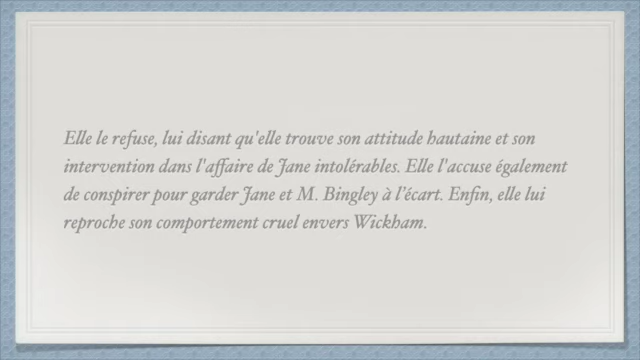 Elle le refuse, lui disant qu'elle trouve son attitude hautaine et son
intervention dans l'affaire de Jane intolérables. Elle l'accuse également
de conspirer pour garder Jane et M. Bingley à l'écart. Enfin, elle lui
reproche son comportement cruel envers Wickham.